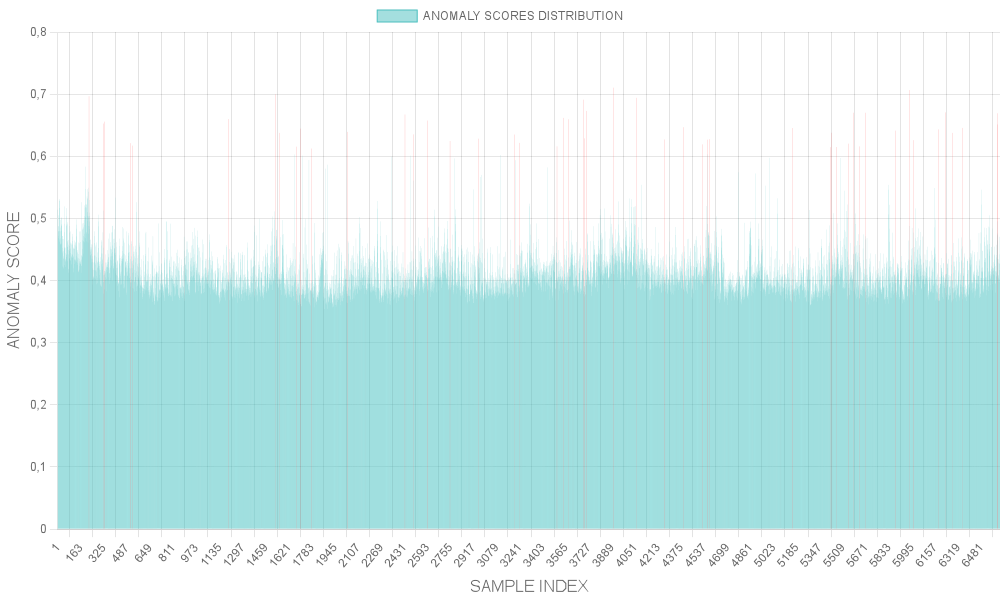 ANOMALY SCORES DISTRIBUTION
0,8
0,7
0,6
0,5
0,4
0,3
0,2
0,1
0
ANOMALY SCORE
1 163 325 487 649 811 973 1135 1297 1459 1621 1783 1945 2107 2269 2431 2593 2755 2917 3079 3241 3403 3565 3727 3889 4051 4213 4375 4537 4699 4861 5023 5185 5347 5509 5671 5833 5995 6157 6319 6481
SAMPLE INDEX